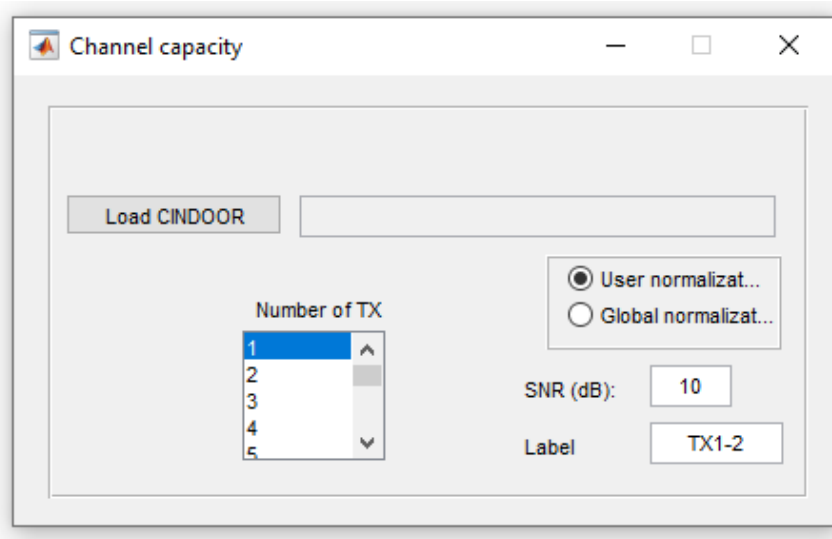 Channel capacity
Load CINDOOR
User normalizat...
Global normalizat...
Number of TX
1
2
3
4
5
SNR (dB):
10
Label
TX1-2